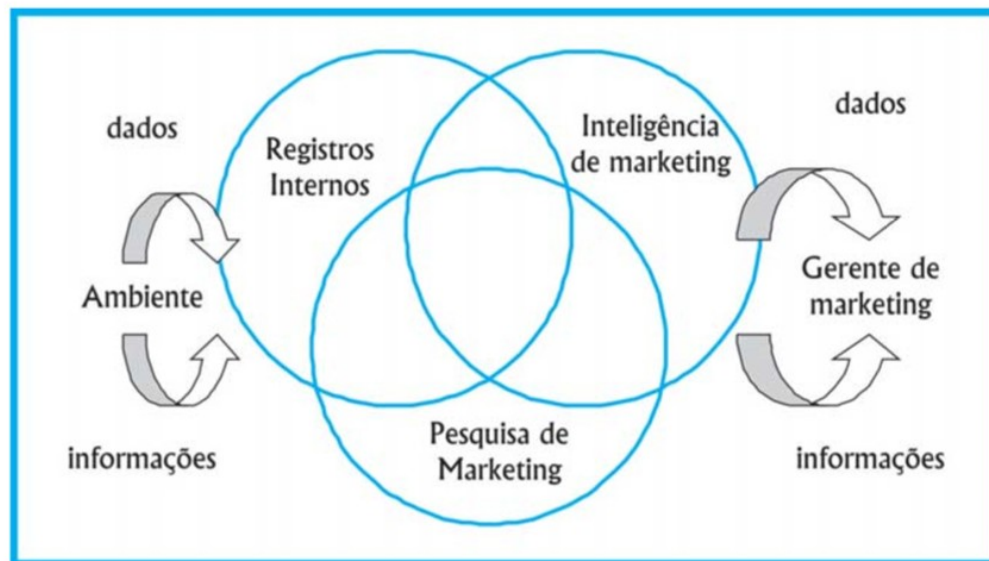 dados
Registros
Internos
Inteligência
de marketing
dados
Ambiente
Gerente de
marketing
informações
Pesquisa de
Marketing
informações